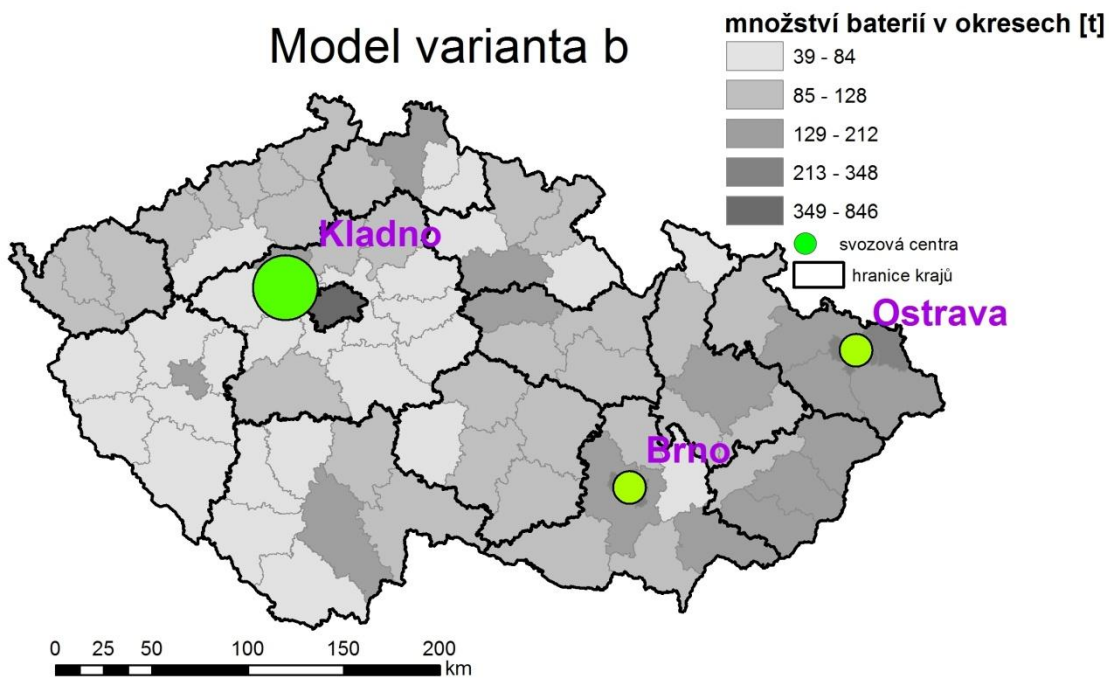 Model varianta b
množství baterií v okresech [t]
39 - 84
85 - 128
129 - 212
213 - 348
349 - 846
svozová centra
hranice krajů
Kladno
Ostrava
Brno
0 25 50 100 150 200
km